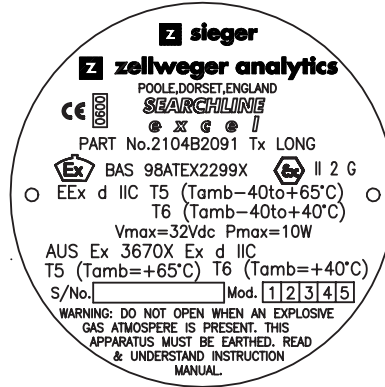 z sieger
z zellweger analytics
POOLE,DORSET,ENGLAND
CE 0600 SEARCHLINE
excel
PART No.2104B2091 Tx LONG
Ex BAS 98ATEX2299X Ex II 2 G
EEx d IIC T5 (Tamb-40to+65°C)
T6 (Tamb-40to+40°C)
Vmax=32Vdc Pmax=10W
AUS Ex 3670X Ex d IIC
T5 (Tamb=+65°C) T6 (Tamb=+40°C)
S/No. Mod. 1 2 3 4 5
WARNING: DO NOT OPEN WHEN AN EXPLOSIVE
GAS ATMOSPERE IS PRESENT. THIS
APPARATUS MUST BE EARTHED. READ
& UNDERSTAND INSTRUCTION
MANUAL.